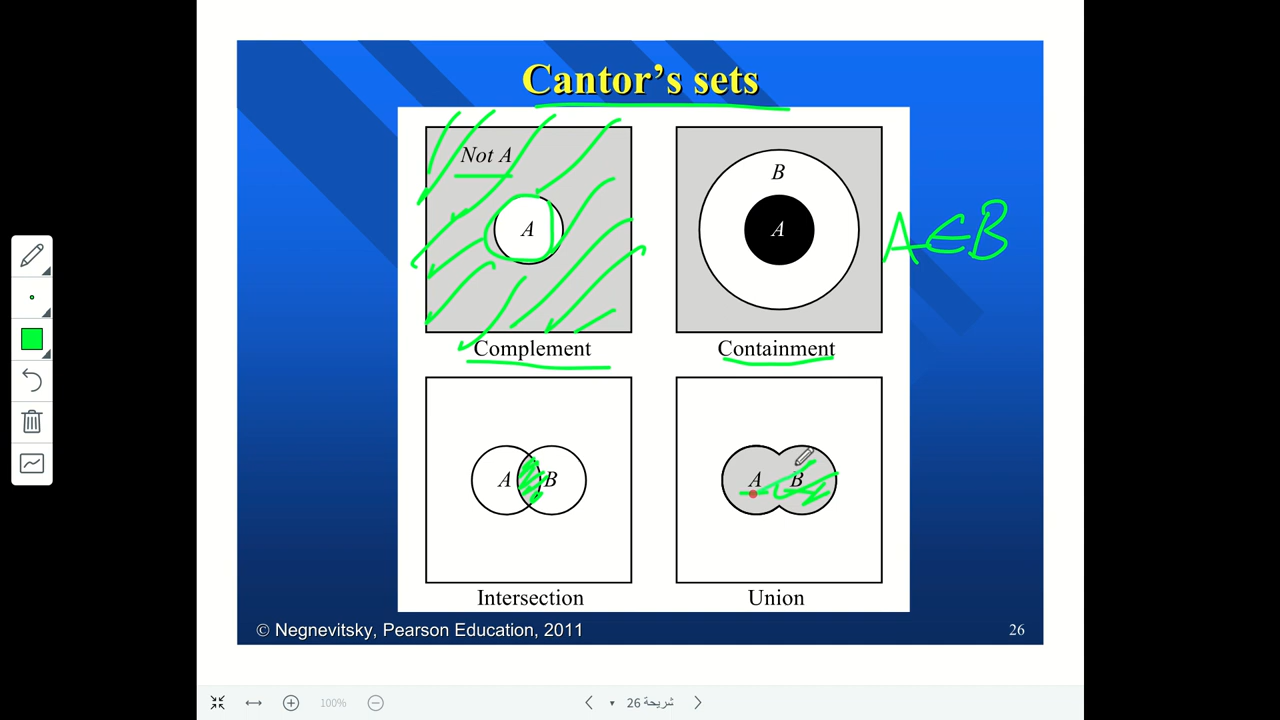 Cantor's sets
Not A
A
B
A
A∈B
Complement
Containment
A B
A B
Intersection
Union
© Negnevitsky, Pearson Education, 2011
26
100%
شريحة 26